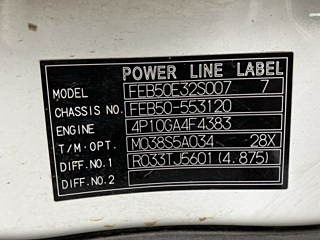 POWER LINE LABEL
MODEL FEB50E32S007 7
CHASSIS NO. FEB50-553120
ENGINE 4P10GA4F4383
T/M·OPT. M038S5A034 28X
DIFF.NO.1 R033TJ5601(4.875)
DIFF.NO.2